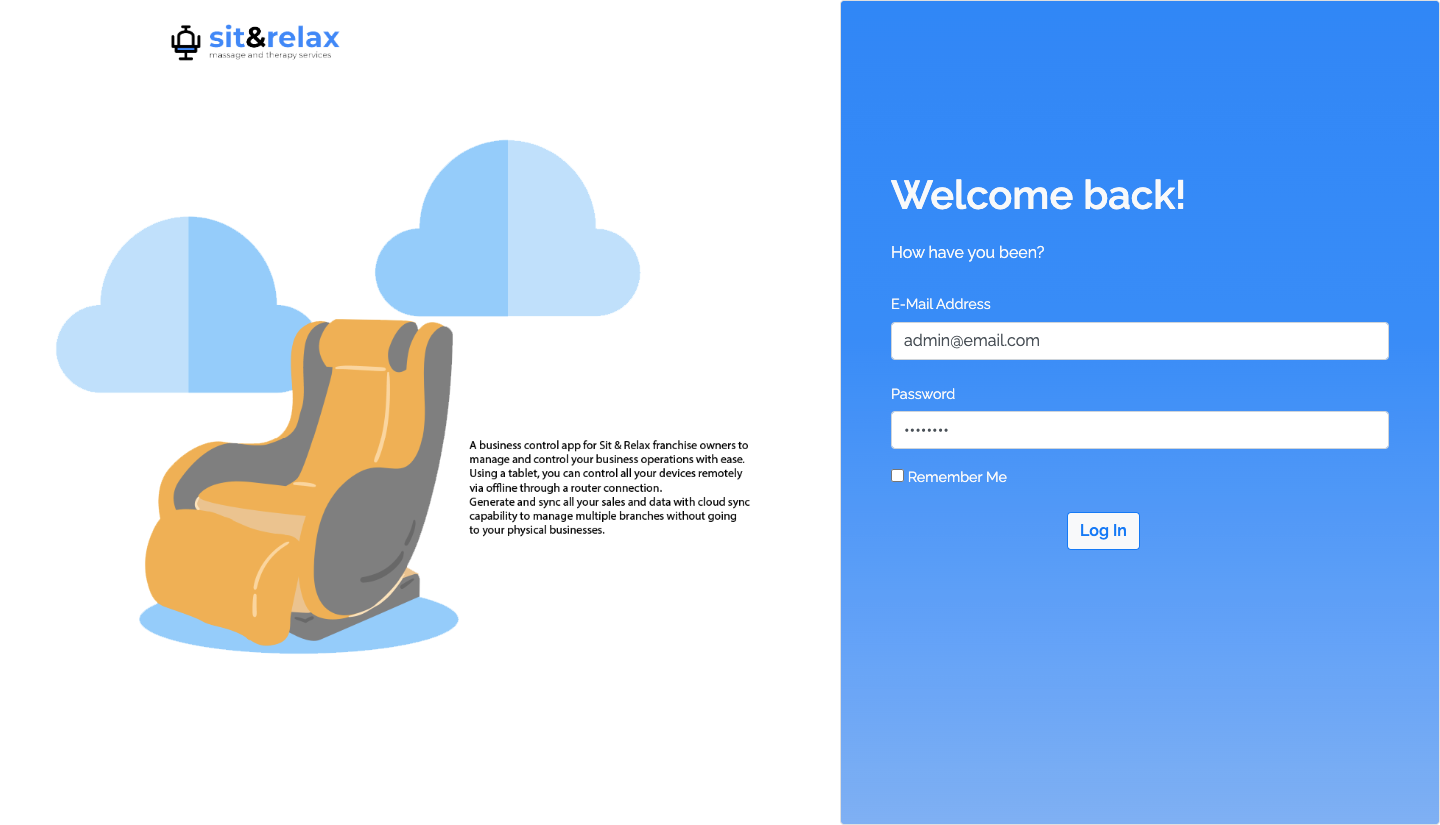 sit&relax
massage and therapy services
A business control app for Sit & Relax franchise owners to
manage and control your business operations with ease.
Using a tablet, you can control all your devices remotely
via offline through a router connection.
Generate and sync all your sales and data with cloud sync
capability to manage multiple branches without going
to your physical businesses.
Welcome back!
How have you been?
E-Mail Address
admin@email.com
Password
••••••••
Remember Me
Log In